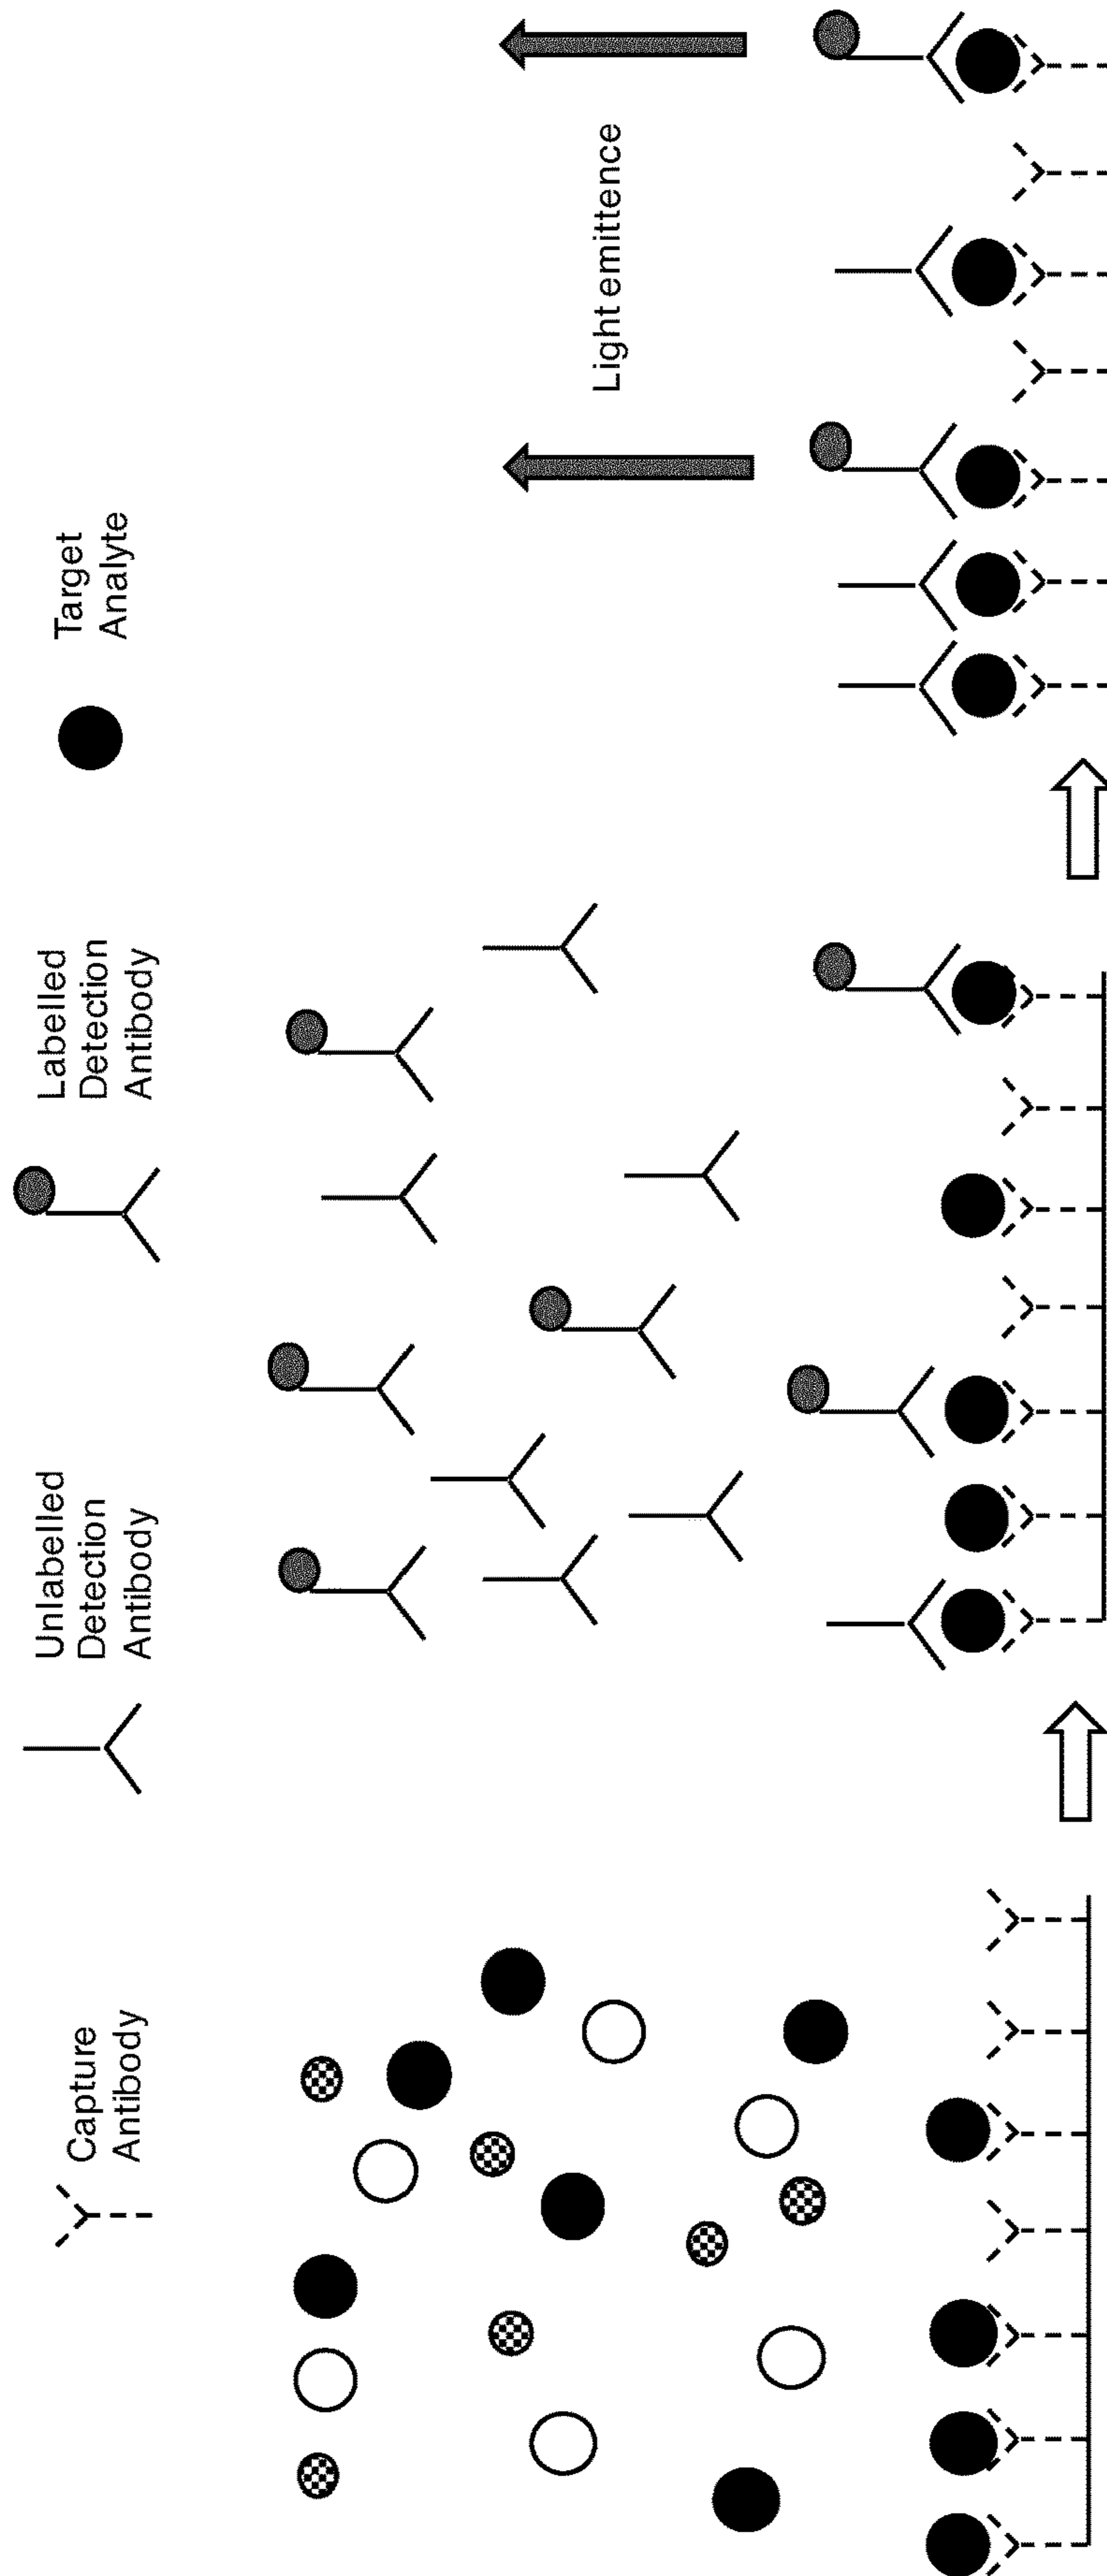 Capture
Antibody
Unlabelled
Detection
Antibody
Labelled
Detection
Antibody
Target
Analyte
Light emittence